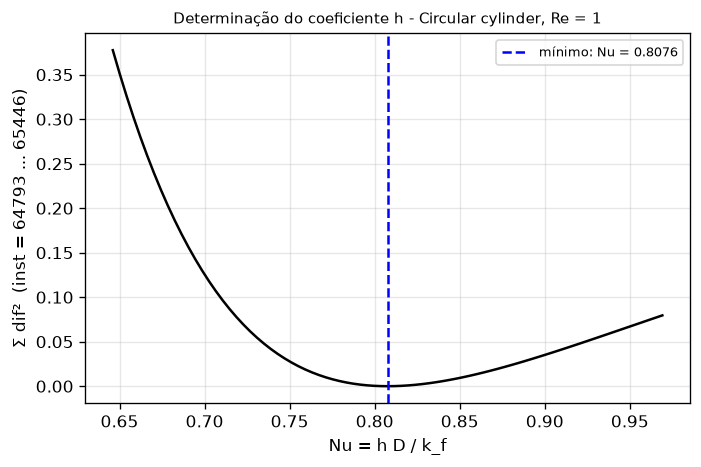 Determinação do coeficiente h - Circular cylinder, Re = 1
mínimo: Nu = 0.8076
Σ dif² (inst = 64793 ... 65446)
0.35
0.30
0.25
0.20
0.15
0.10
0.05
0.00
0.65 0.70 0.75 0.80 0.85 0.90 0.95
Nu = h D / k_f